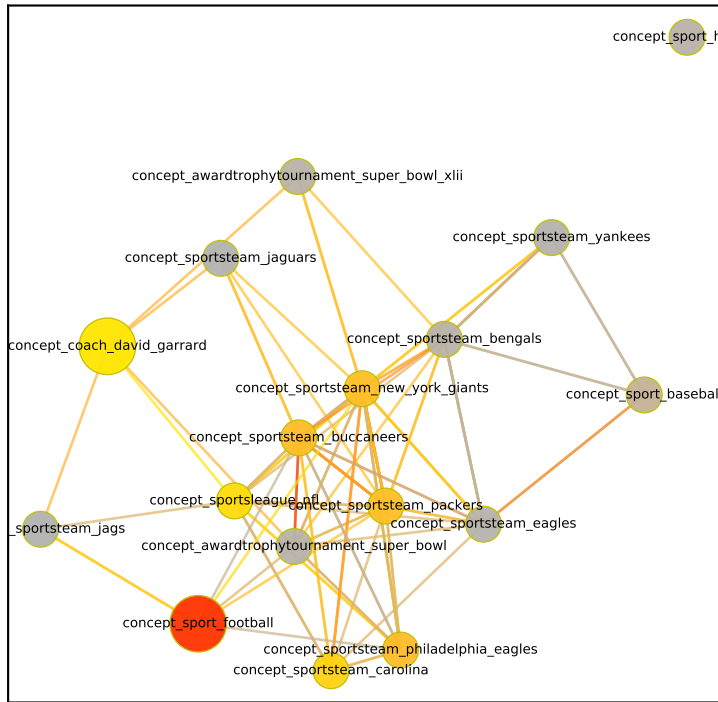 concept_sport_h
concept_awardtrophytournament_super_bowl_xlii
concept_sportsteam_yankees
concept_sportsteam_jaguars
concept_sportsteam_bengals
concept_coach_david_garrard
concept_sportsteam_new_york_giants
concept_sport_basebal
concept_sportsteam_buccaneers
concept_sportsleague_nfl
concept_sportsteam_packers
concept_sportsteam_eagles
_sportsteam_jags
concept_awardtrophytournament_super_bowl
concept_sport_football
concept_sportsteam_philadelphia_eagles
concept_sportsteam_carolina